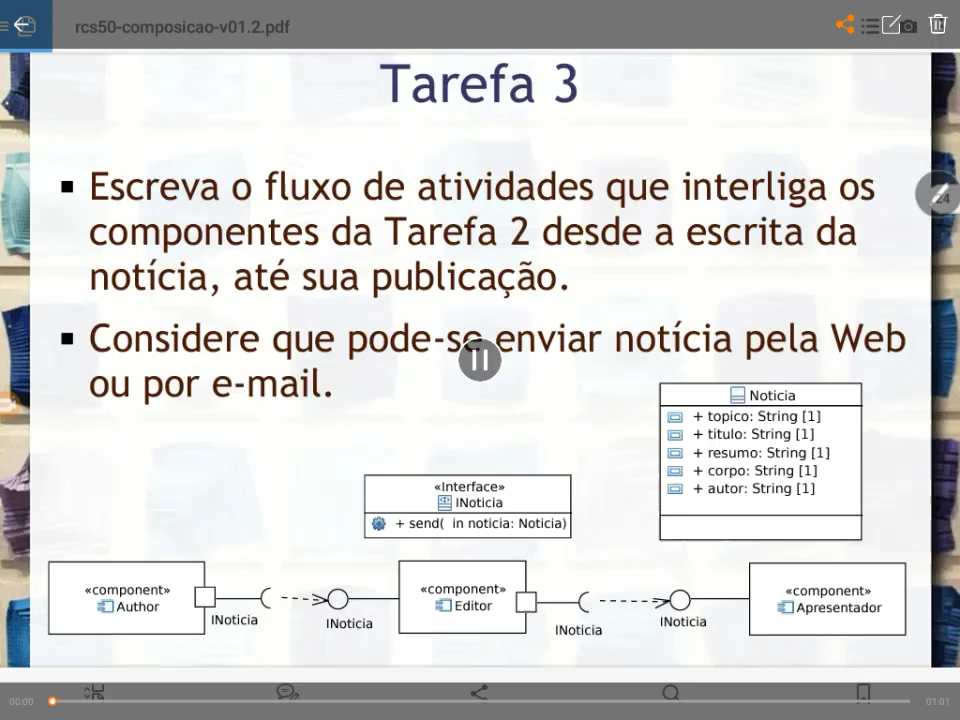 rcs50-composicao-v01.2.pdf
Tarefa 3
24
▪ Escreva o fluxo de atividades que interliga os
componentes da Tarefa 2 desde a escrita da
notícia, até sua publicação.
▪ Considere que pode-se enviar notícia pela Web
ou por e-mail.
Noticia
+ topico: String [1]
+ titulo: String [1]
+ resumo: String [1]
+ corpo: String [1]
+ autor: String [1]
«Interface»
INoticia
+ send( in noticia: Noticia)
«component»
Author
INoticia
INoticia
«component»
Editor
INoticia
INoticia
«component»
Apresentador
00:00
01:01